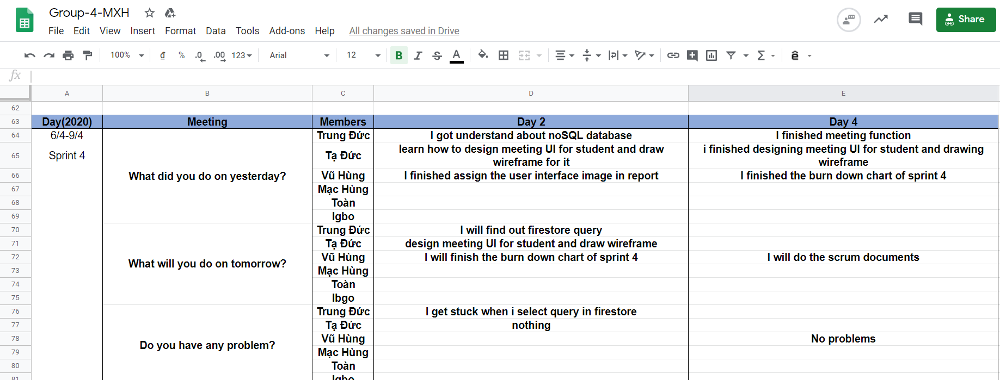 Group-4-MXH
File Edit View Insert Format Data Tools Add-ons Help All changes saved in Drive
Share
100% ₫ % .0 .00 123 Arial 12 B I S A Σ ê
fx
A B C D E
62
63 Day(2020) Meeting Members Day 2 Day 4
64 6/4-9/4 Trung Đức I got understand about noSQL database I finished meeting function
65 Sprint 4 Tạ Đức learn how to design meeting UI for student and draw i finished designing meeting UI for student and drawing
wireframe for it wireframe
66 What did you do on yesterday? Vũ Hùng I finished assign the user interface image in report I finished the burn down chart of sprint 4
67 Mạc Hùng
68 Toàn
69 Igbo
70 Trung Đức I will find out firestore query
71 Tạ Đức design meeting UI for student and draw wireframe
72 What will you do on tomorrow? Vũ Hùng I will finish the burn down chart of sprint 4 I will do the scrum documents
73 Mạc Hùng
74 Toàn
75 Ibgo
76 Trung Đức I get stuck when i select query in firestore
77 Tạ Đức nothing
78 Do you have any problem? Vũ Hùng No problems
79 Mạc Hùng
80 Toàn
81 Igbo